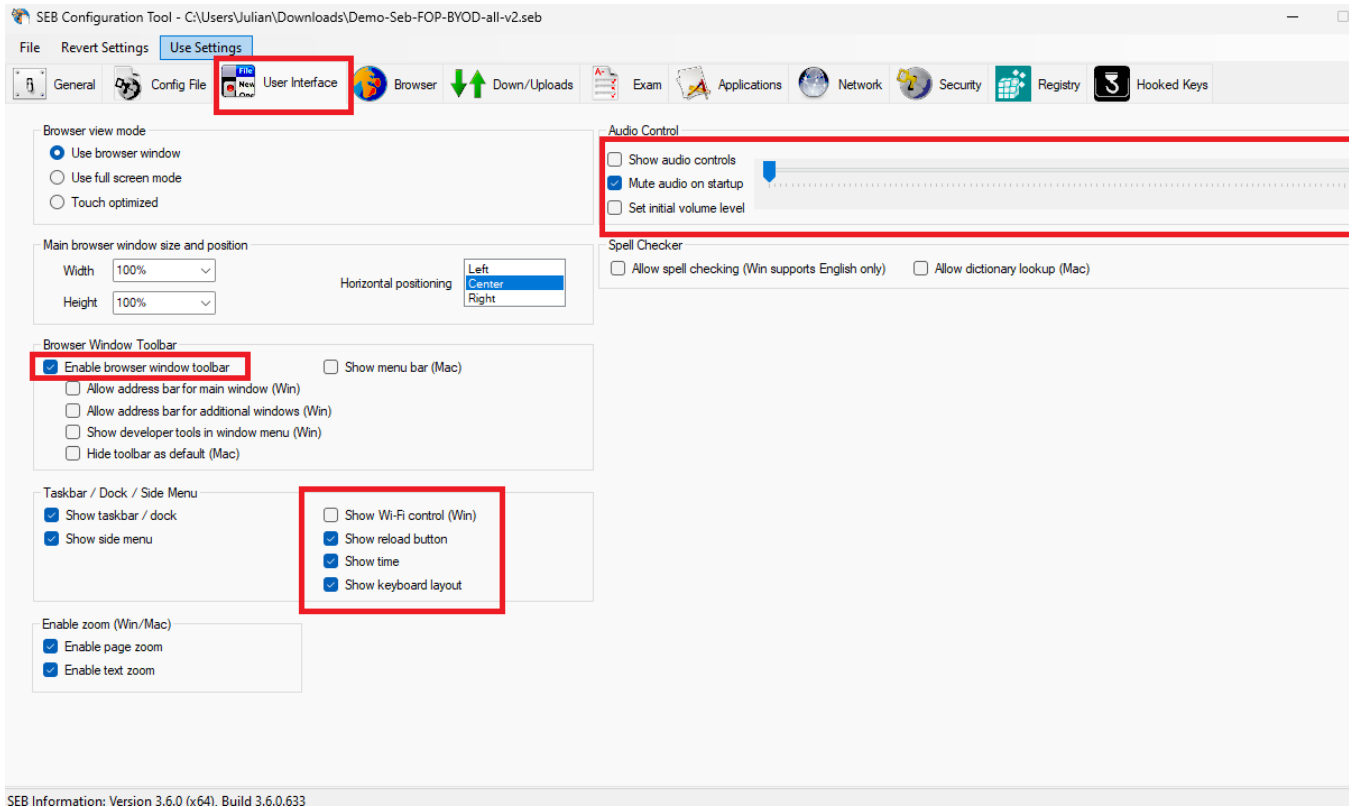 SEB Configuration Tool - C:\Users\Julian\Downloads\Demo-Seb-FOP-BYOD-all-v2.seb
File Revert Settings Use Settings
General Config File File New User Interface Browser Down/Uploads A- Exam Applications Network Security Registry Hooked Keys
Browser view mode
Use browser window
Use full screen mode
Touch optimized
Audio Control
Show audio controls
Mute audio on startup
Set initial volume level
Main browser window size and position
Width 100%
Height 100%
Horizontal positioning
Left
Center
Right
Spell Checker
Allow spell checking (Win supports English only) Allow dictionary lookup (Mac)
Browser Window Toolbar
Enable browser window toolbar Show menu bar (Mac)
Allow address bar for main window (Win)
Allow address bar for additional windows (Win)
Show developer tools in window menu (Win)
Hide toolbar as default (Mac)
Taskbar / Dock / Side Menu
Show taskbar / dock
Show side menu
Show Wi-Fi control (Win)
Show reload button
Show time
Show keyboard layout
Enable zoom (Win/Mac)
Enable page zoom
Enable text zoom
SEB Information: Version 3.6.0 (x64), Build 3.6.0.633